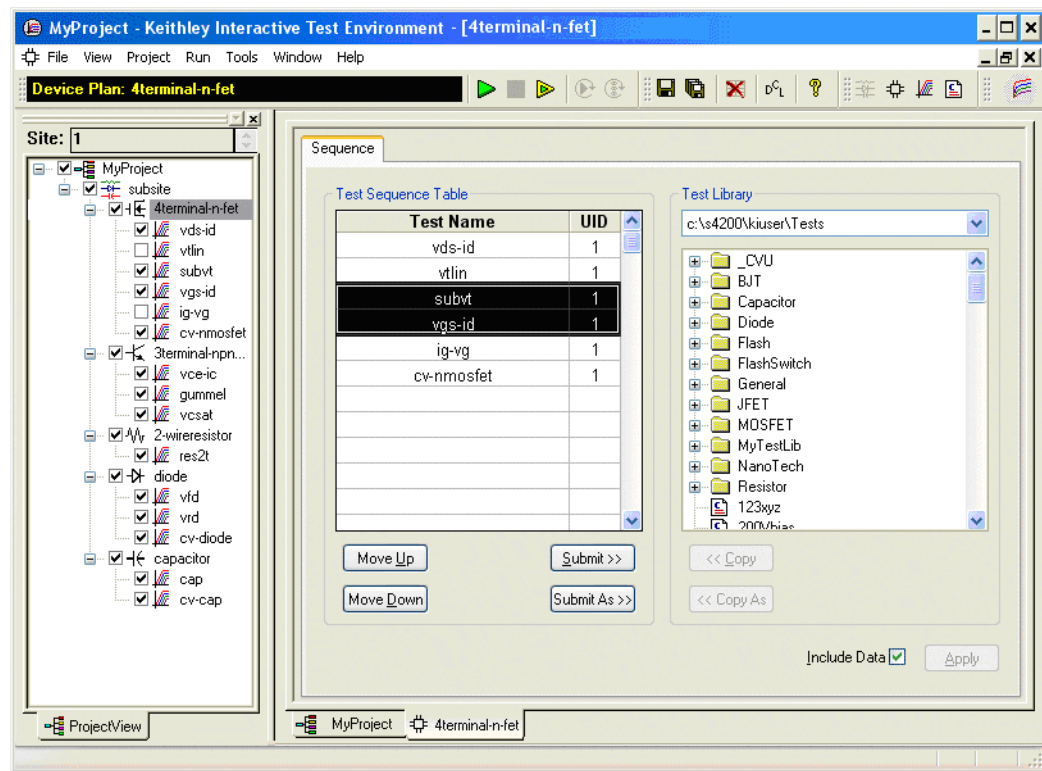 MyProject - Keithley Interactive Test Environment - [4terminal-n-fet]
File View Project Run Tools Window Help
Device Plan: 4terminal-n-fet
Site: 1
MyProject
subsite
4terminal-n-fet
vds-id
vtlin
subvt
vgs-id
ig-vg
cv-nmosfet
3terminal-npn...
vce-ic
gummel
vcsat
2-wireresistor
res2t
diode
vfd
vrd
cv-diode
capacitor
cap
cv-cap
ProjectView
Sequence
Test Sequence Table
Test Name UID
vds-id 1
vtlin 1
subvt 1
vgs-id 1
ig-vg 1
cv-nmosfet 1
Move Up
Submit >>
Move Down
Submit As >>
Test Library
c:\s4200\kiuser\Tests
_CVU
BJT
Capacitor
Diode
Flash
FlashSwitch
General
JFET
MOSFET
MyTestLib
NanoTech
Resistor
123xyz
200Vbias
<< Copy
<< Copy As
Include Data
Apply
MyProject
4terminal-n-fet